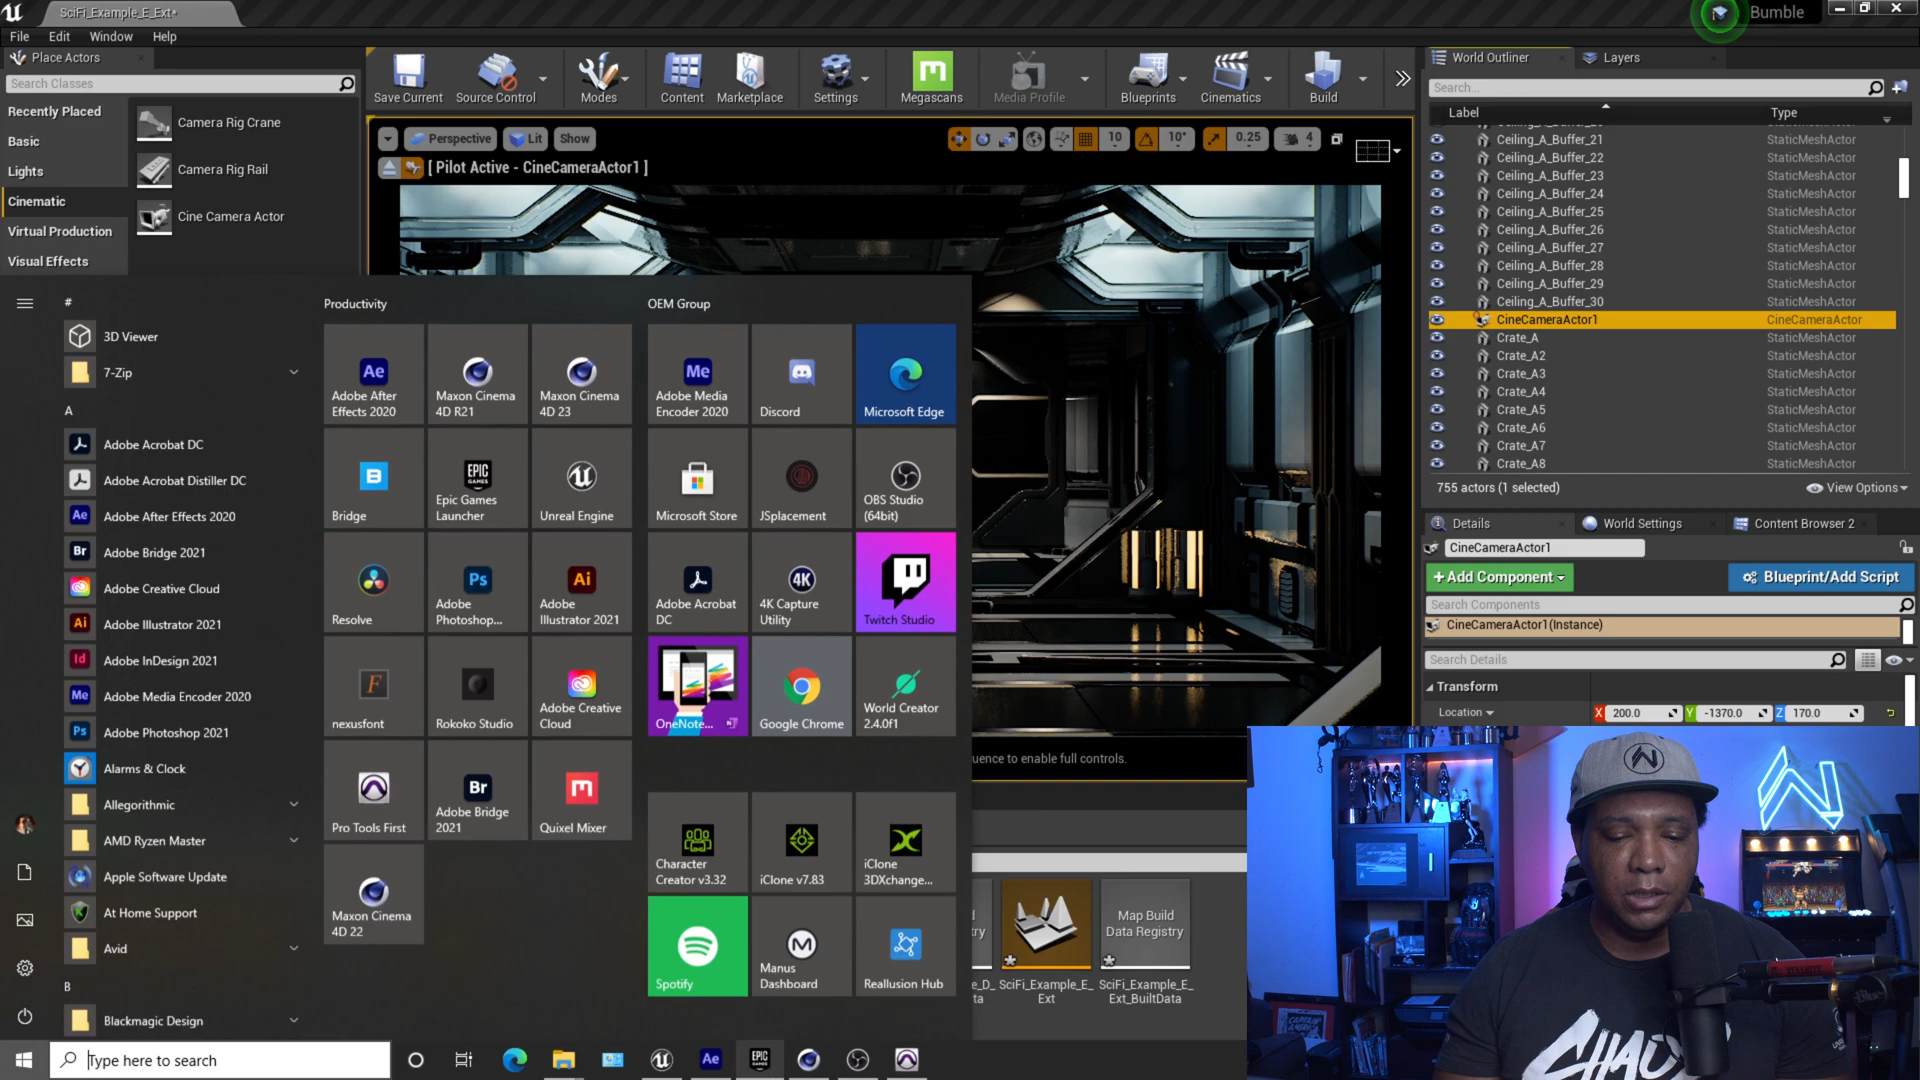 SciFi_Example_E_Ext*
Bumble
File Edit Window Help
Place Actors
Search Classes
Recently Placed
Basic
Lights
Cinematic
Virtual Production
Visual Effects
Camera Rig Crane
Camera Rig Rail
Cine Camera Actor
Save Current
Source Control
Modes
Content
Marketplace
Settings
Megascans
Media Profile
Blueprints
Cinematics
Build
Perspective
Lit
Show
10
10°
0.25
4
[ Pilot Active - CineCameraActor1 ]
uence to enable full controls.
World Outliner
Layers
Search...
Label
Type
Ceiling_A_Buffer_21 StaticMeshActor
Ceiling_A_Buffer_22 StaticMeshActor
Ceiling_A_Buffer_23 StaticMeshActor
Ceiling_A_Buffer_24 StaticMeshActor
Ceiling_A_Buffer_25 StaticMeshActor
Ceiling_A_Buffer_26 StaticMeshActor
Ceiling_A_Buffer_27 StaticMeshActor
Ceiling_A_Buffer_28 StaticMeshActor
Ceiling_A_Buffer_29 StaticMeshActor
Ceiling_A_Buffer_30 StaticMeshActor
CineCameraActor1 CineCameraActor
Crate_A StaticMeshActor
Crate_A2 StaticMeshActor
Crate_A3 StaticMeshActor
Crate_A4 StaticMeshActor
Crate_A5 StaticMeshActor
Crate_A6 StaticMeshActor
Crate_A7 StaticMeshActor
Crate_A8 StaticMeshActor
755 actors (1 selected)
View Options
Details
World Settings
Content Browser 2
CineCameraActor1
+Add Component
Blueprint/Add Script
Search Components
CineCameraActor1(Instance)
Search Details
Transform
Location
X 200.0 Y -1370.0 Z 170.0
#
3D Viewer
7-Zip
A
Adobe Acrobat DC
Adobe Acrobat Distiller DC
Adobe After Effects 2020
Adobe Bridge 2021
Adobe Creative Cloud
Adobe Illustrator 2021
Adobe InDesign 2021
Adobe Media Encoder 2020
Adobe Photoshop 2021
Alarms & Clock
Allegorithmic
AMD Ryzen Master
Apple Software Update
At Home Support
Avid
B
Blackmagic Design
Productivity
Adobe After
Effects 2020
Maxon Cinema
4D R21
Maxon Cinema
4D 23
Bridge
Epic Games
Launcher
Unreal Engine
Resolve
Adobe
Photoshop...
Adobe
Illustrator 2021
nexusfont
Rokoko Studio
Adobe Creative
Cloud
Pro Tools First
Adobe Bridge
2021
Quixel Mixer
Maxon Cinema
4D 22
OEM Group
Adobe Media
Encoder 2020
Discord
Microsoft Edge
Microsoft Store
JSplacement
OBS Studio
(64bit)
Adobe Acrobat
DC
4K Capture
Utility
Twitch Studio
OneNote...
Google Chrome
World Creator
2.4.0f1
Character
Creator v3.32
iClone v7.83
iClone
3DXchange...
Spotify
Manus
Dashboard
Reallusion Hub
SciFi_Example_E_
Ext
Map Build
Data Registry
SciFi_Example_E_
Ext_BuiltData
Type here to search
CHAOS